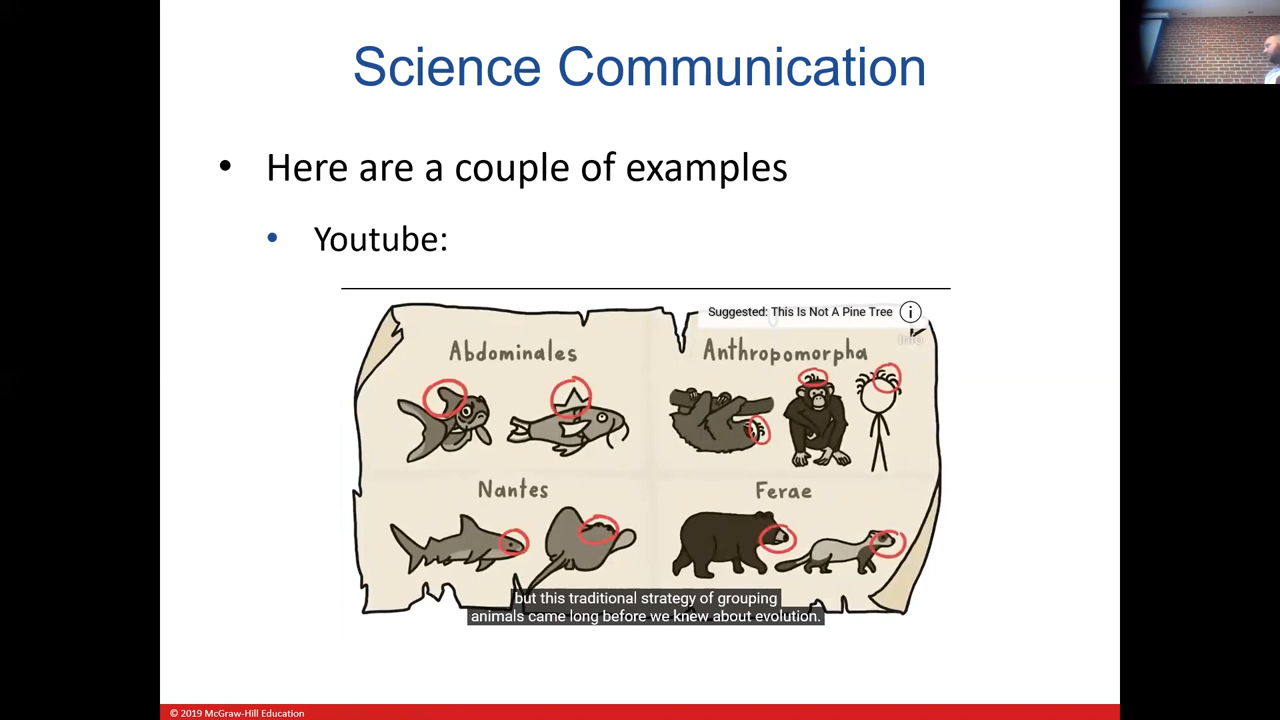 Science Communication
• Here are a couple of examples
• Youtube:
Suggested: This Is Not A Pine Tree
Info
Abdominales
Anthropomorpha
Nantes
Ferae
but this traditional strategy of grouping
animals came long before we knew about evolution.
© 2019 McGraw-Hill Education